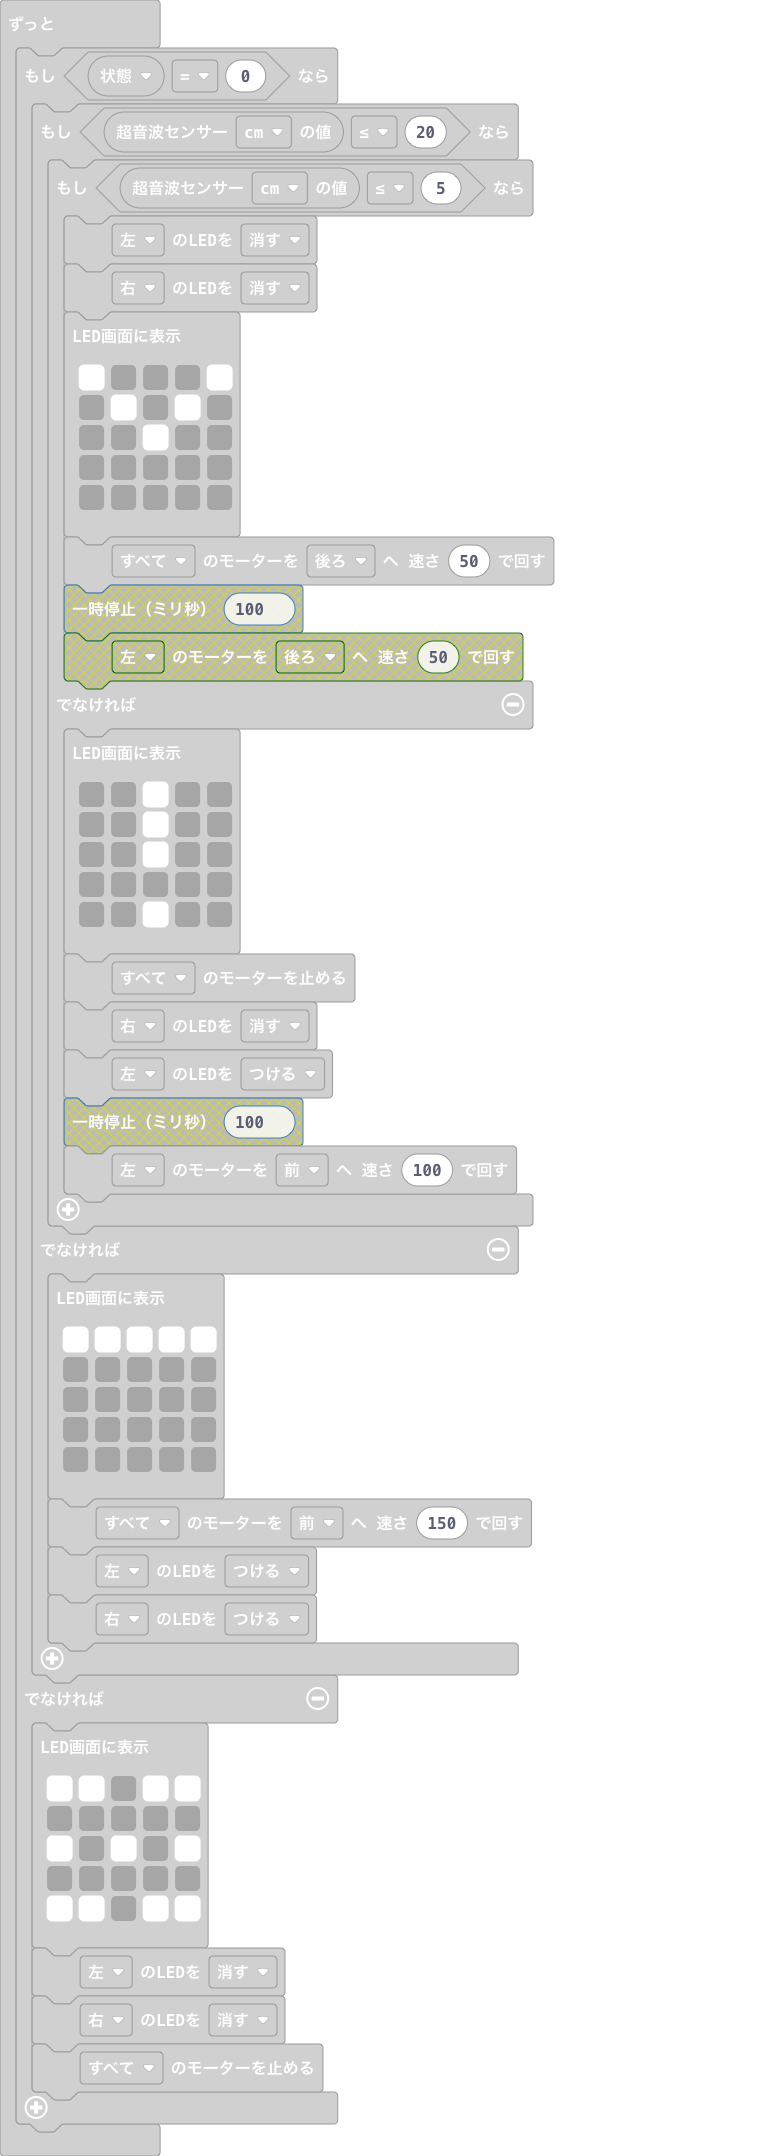 ずっと
もし 状態 = 0 なら
もし 超音波センサー cm の値 ≤ 20 なら
もし 超音波センサー cm の値 ≤ 5 なら
左 のLEDを 消す
右 のLEDを 消す
LED画面に表示
すべて のモーターを 後ろ へ 速さ 50 で回す
一時停止（ミリ秒） 100
左 のモーターを 後ろ へ 速さ 50 で回す
でなければ
LED画面に表示
すべて のモーターを止める
右 のLEDを 消す
左 のLEDを つける
一時停止（ミリ秒） 100
左 のモーターを 前 へ 速さ 100 で回す
でなければ
LED画面に表示
すべて のモーターを 前 へ 速さ 150 で回す
左 のLEDを つける
右 のLEDを つける
でなければ
LED画面に表示
左 のLEDを 消す
右 のLEDを 消す
すべて のモーターを止める